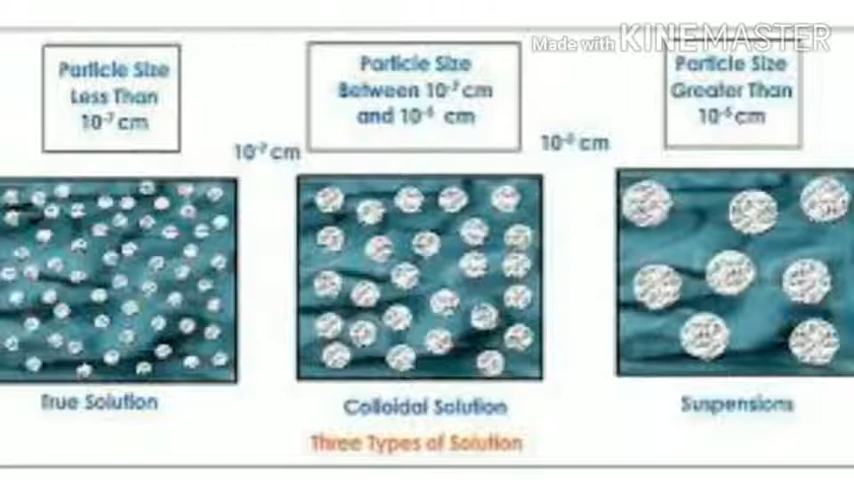 Made with KINEMASTER
Particle Size
Less Than
10⁻⁷ cm
Particle Size
Between 10⁻⁷ cm
and 10⁻⁵ cm
Particle Size
Greater Than
10⁻⁵ cm
10⁻⁷ cm
10⁻⁵ cm
True Solution
Colloidal Solution
Suspensions
Three Types of Solution